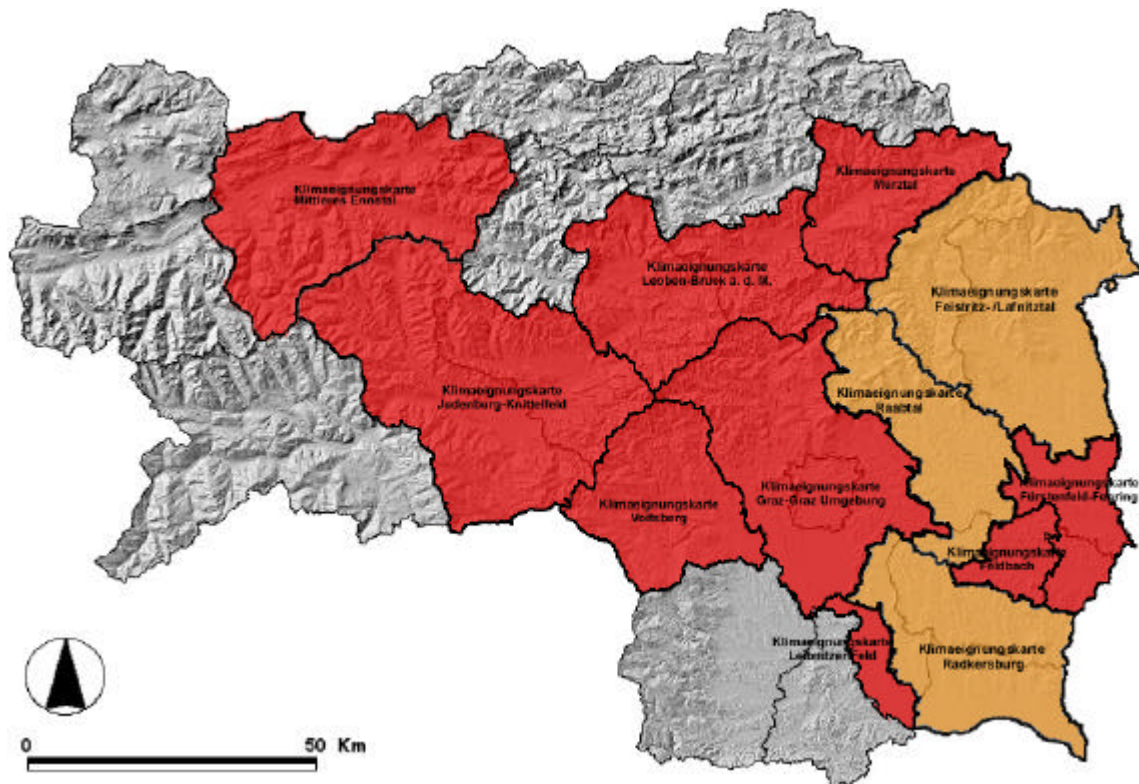 Klimaeignungskarte
Mürztal
Klimaeignungskarte
Mittleres Ennstal
Klimaeignungskarte
Leoben-Bruck a. d. M.
Klimaeignungskarte
Feistritz-/Lafnitztal
Klimaeignungskarte
Judenburg-Knittelfeld
Klimaeignungskarte
Raabtal
Klimaeignungskarte
Graz-Graz Umgebung
Klimaeignungskarte
Fürstenfeld-Fehring
Klimaeignungskarte
Voitsberg
Klimaeignungskarte
Feldbach
Klimaeignungskarte
Leibnitzer Feld
Klimaeignungskarte
Radkersburg
0 50 Km